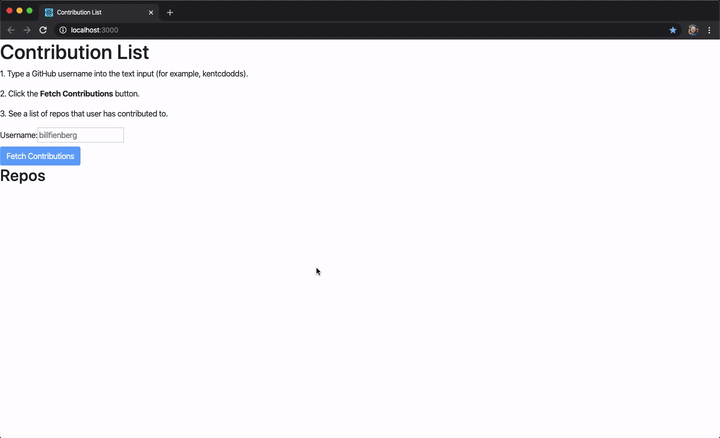 Contribution List
localhost:3000
Contribution List
1. Type a GitHub username into the text input (for example, kentcdodds).
2. Click the Fetch Contributions button.
3. See a list of repos that user has contributed to.
Username: billfienberg
Fetch Contributions
Repos